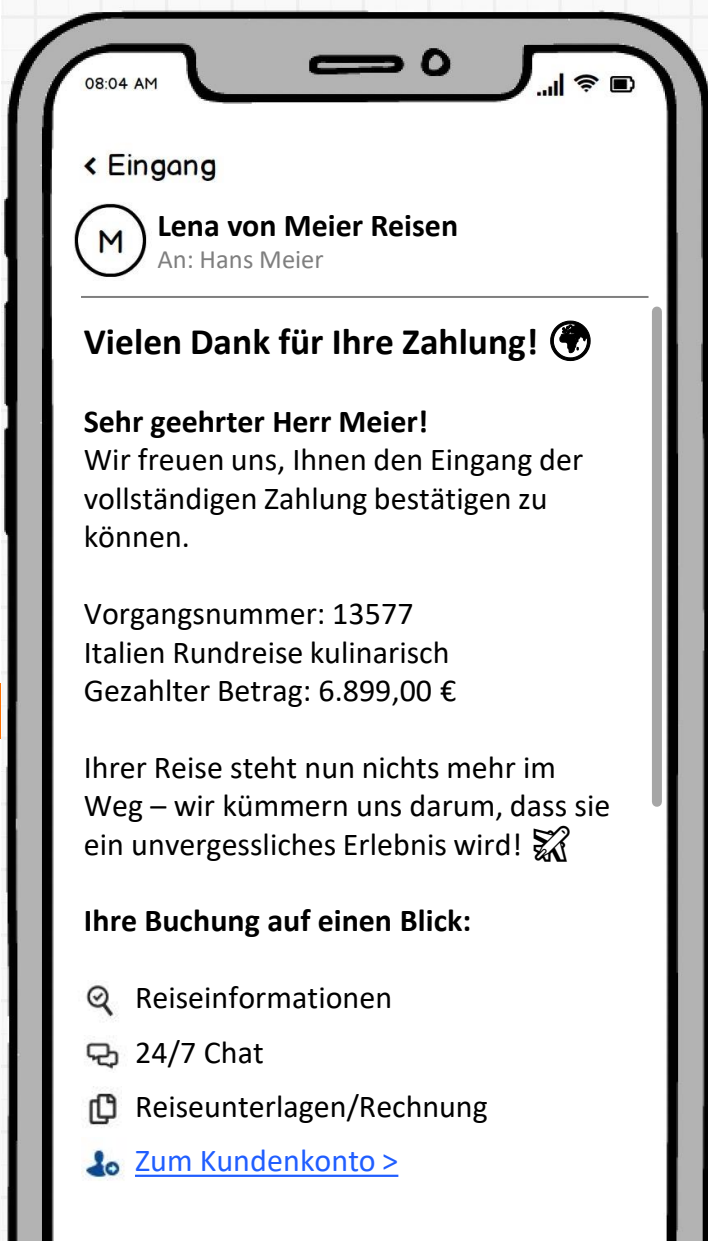 08:04 AM
< Eingang
M
Lena von Meier Reisen
An: Hans Meier
Vielen Dank für Ihre Zahlung! 🌍
Sehr geehrter Herr Meier!
Wir freuen uns, Ihnen den Eingang der
vollständigen Zahlung bestätigen zu
können.
Vorgangsnummer: 13577
Italien Rundreise kulinarisch
Gezahlter Betrag: 6.899,00 €
Ihrer Reise steht nun nichts mehr im
Weg – wir kümmern uns darum, dass sie
ein unvergessliches Erlebnis wird! ✈
Ihre Buchung auf einen Blick:
Reiseinformationen
24/7 Chat
Reiseunterlagen/Rechnung
Zum Kundenkonto >